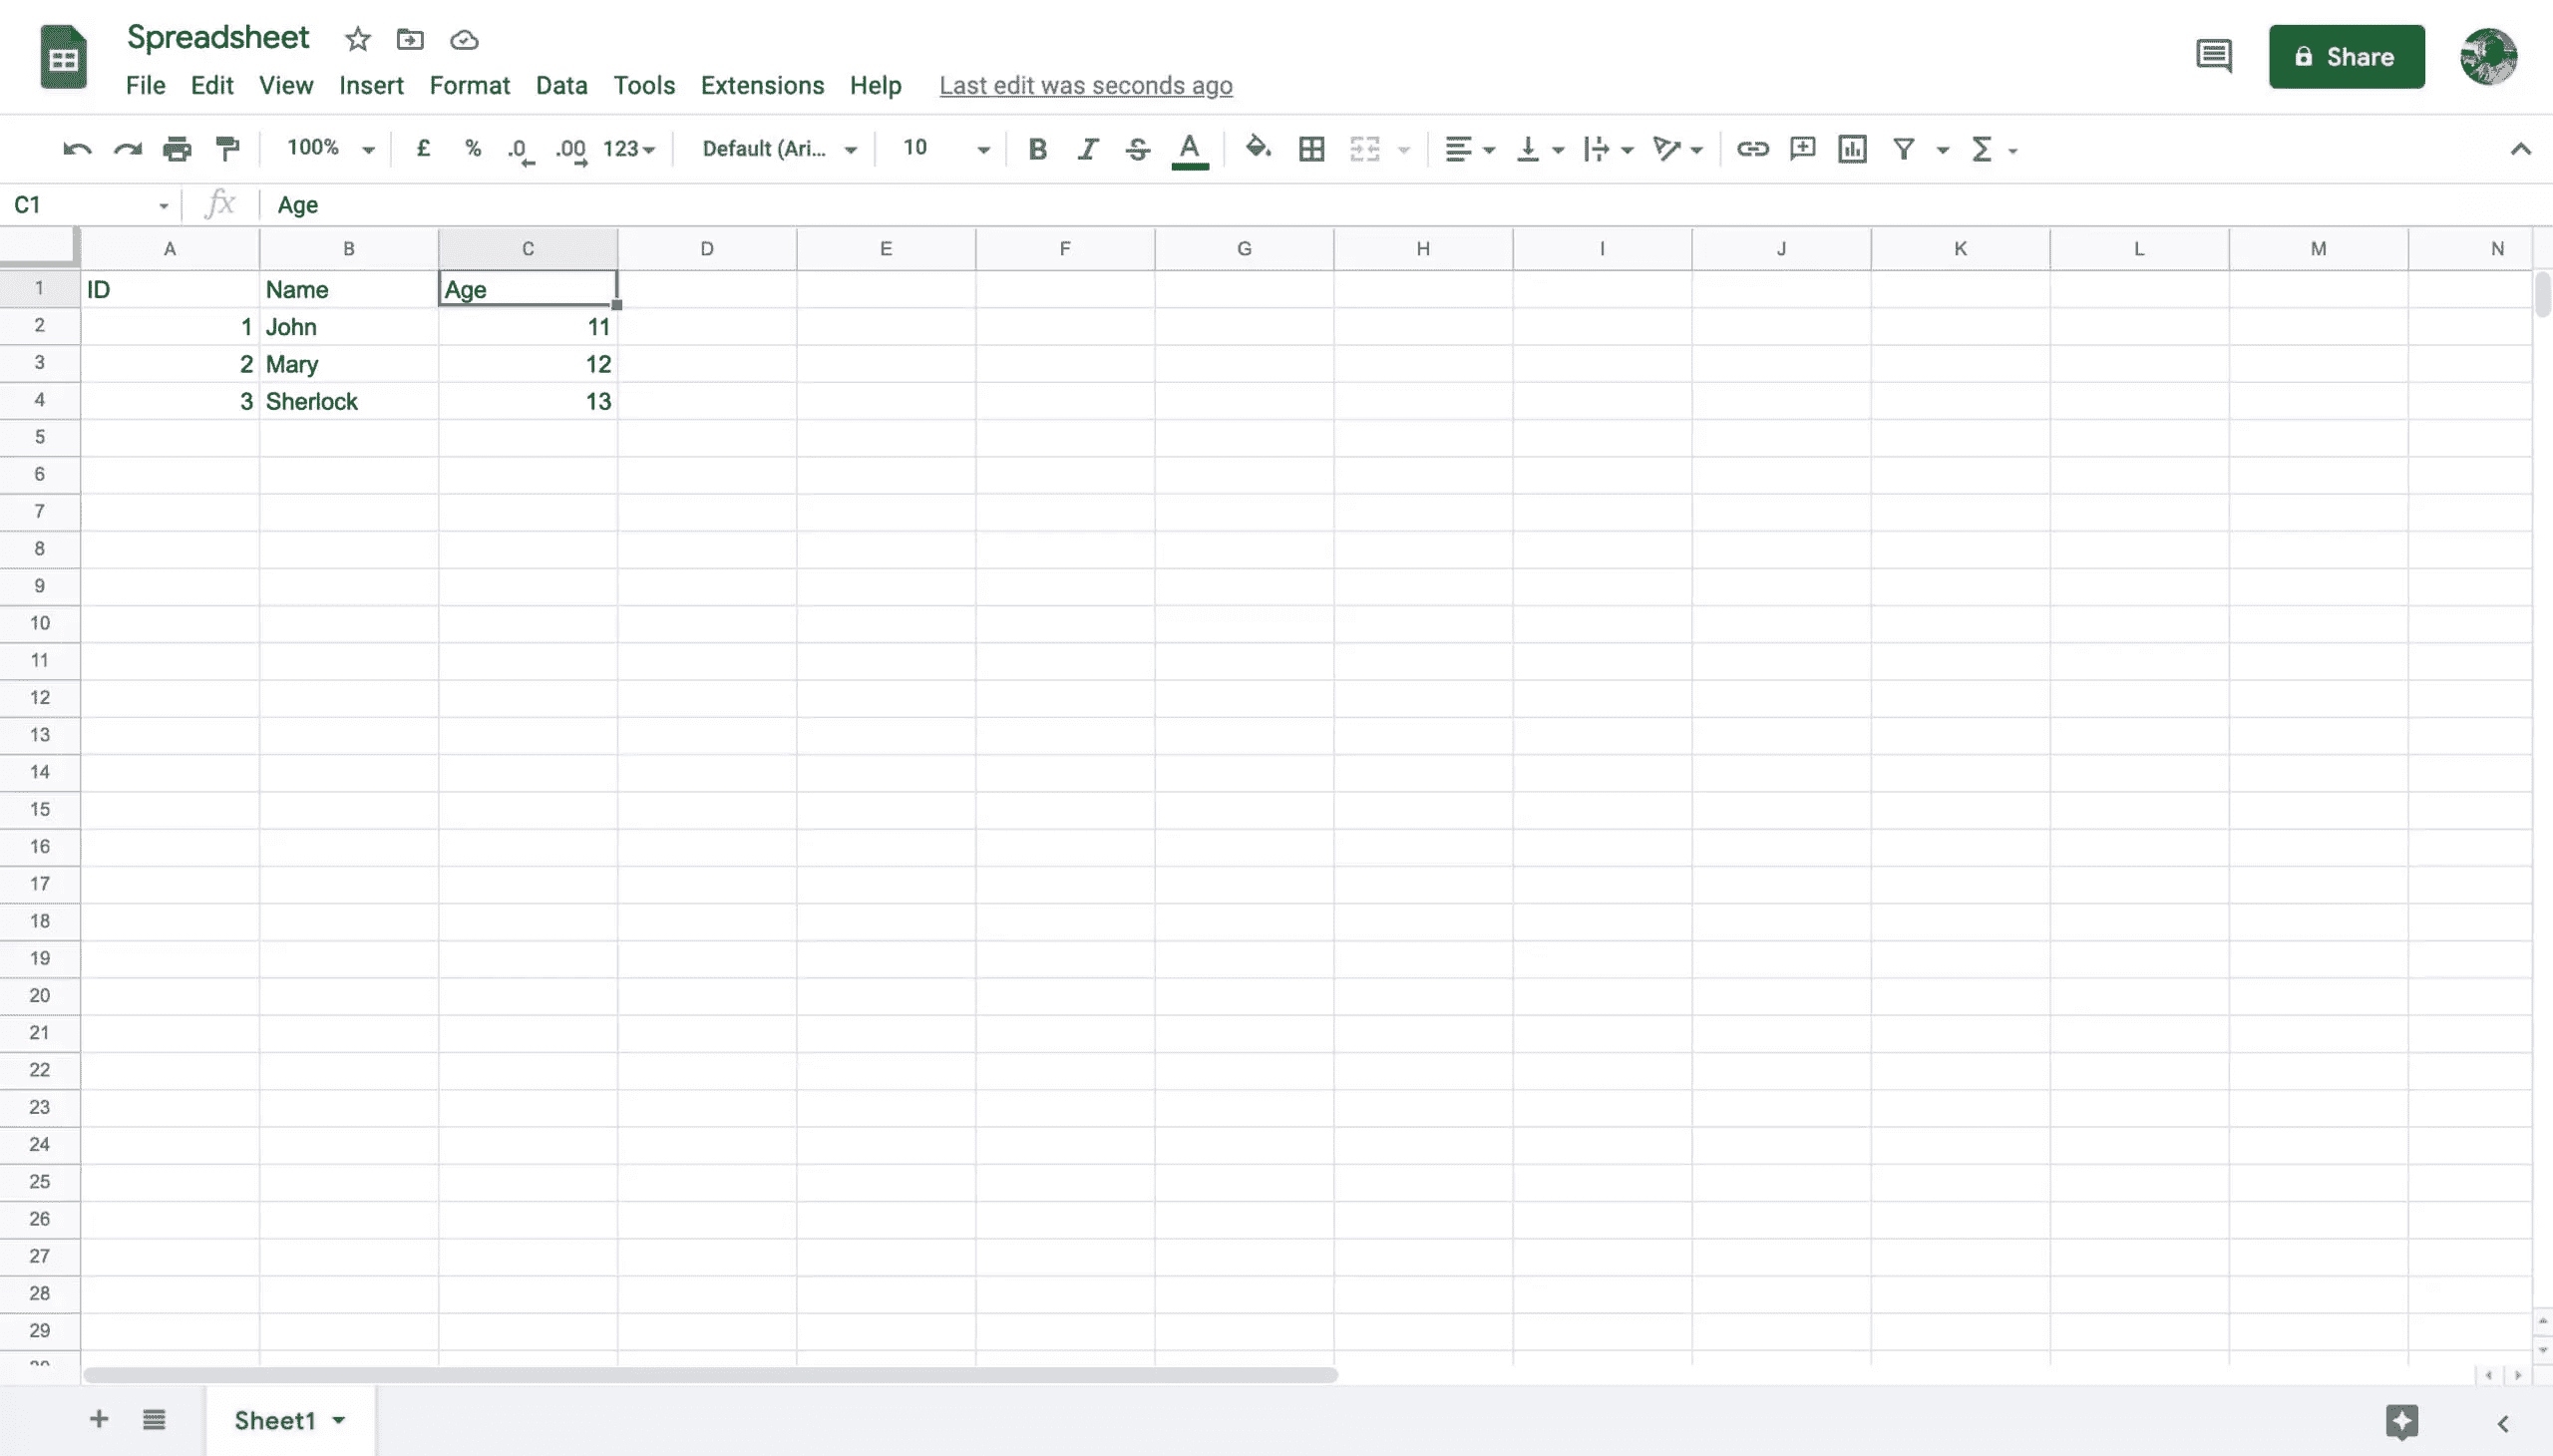 Spreadsheet
File Edit View Insert Format Data Tools Extensions Help Last edit was seconds ago
Share
100% £ % .0 .00 123 Default (Ari... 10 B I S A Σ
C1 fx Age
A B C D E F G H I J K L M N
1 ID Name Age
2 1 John 11
3 2 Mary 12
4 3 Sherlock 13
5
6
7
8
9
10
11
12
13
14
15
16
17
18
19
20
21
22
23
24
25
26
27
28
29
Sheet1